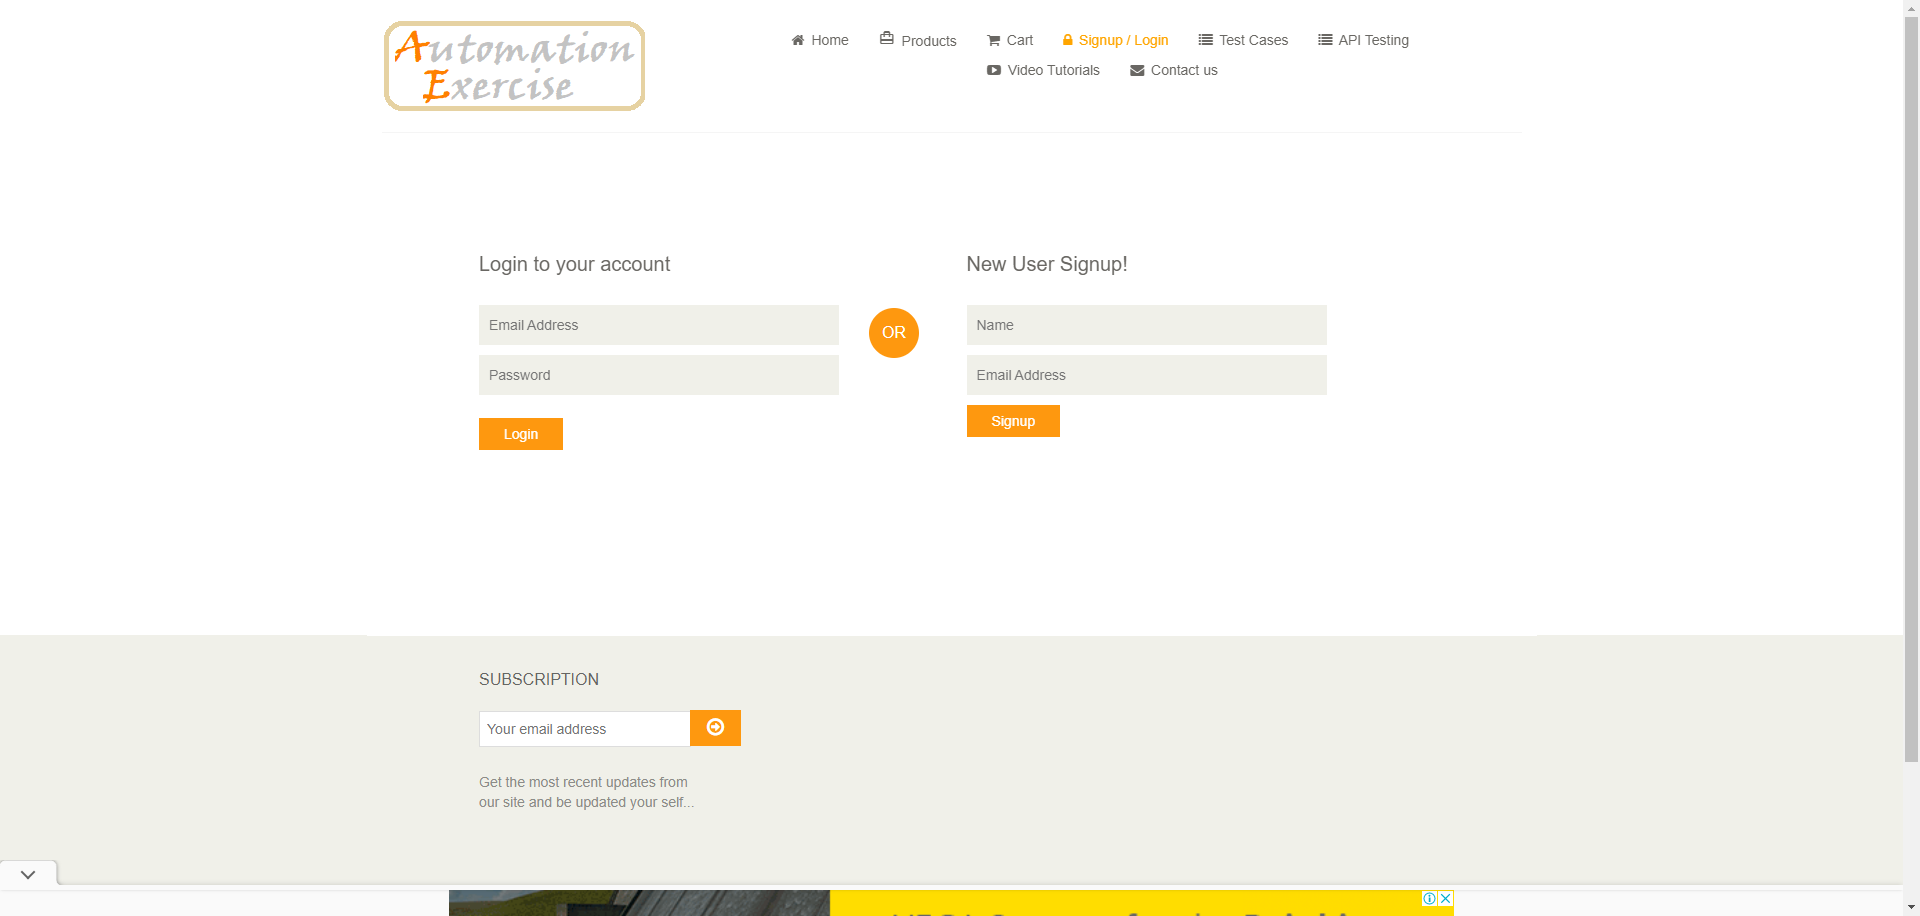 Automation
Exercise
Home
Products
Cart
Signup / Login
Test Cases
API Testing
Video Tutorials
Contact us
Login to your account
Email Address
Password
Login
OR
New User Signup!
Name
Email Address
Signup
SUBSCRIPTION
Your email address
Get the most recent updates from
our site and be updated your self...